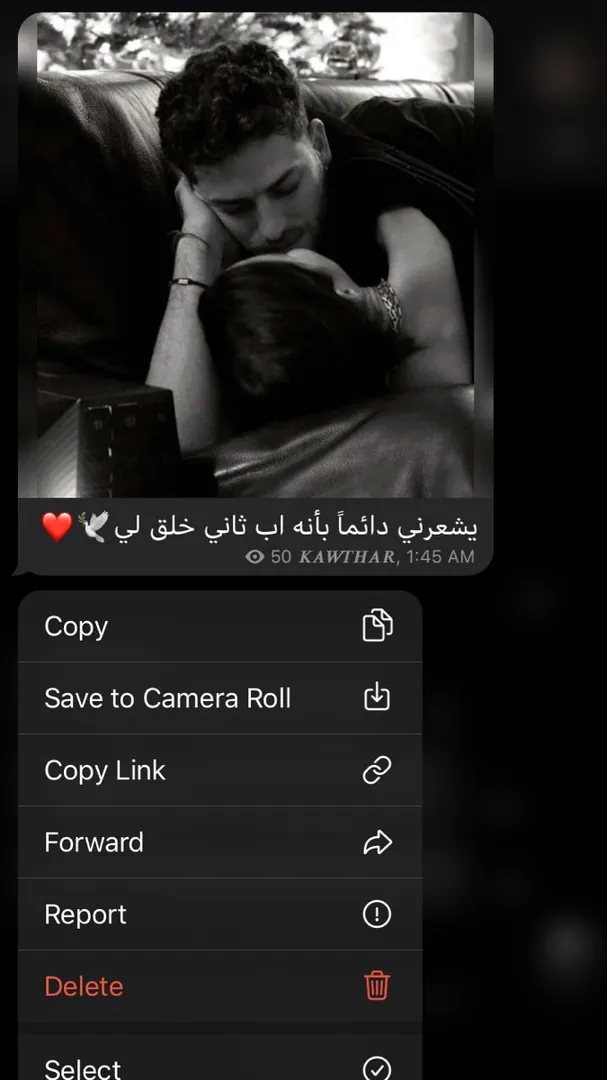 يشعرني دائماً بأنه اب ثاني خلق لي 🕊️❤️
50 KAWTHAR, 1:45 AM
Copy
Save to Camera Roll
Copy Link
Forward
Report
Delete
Select